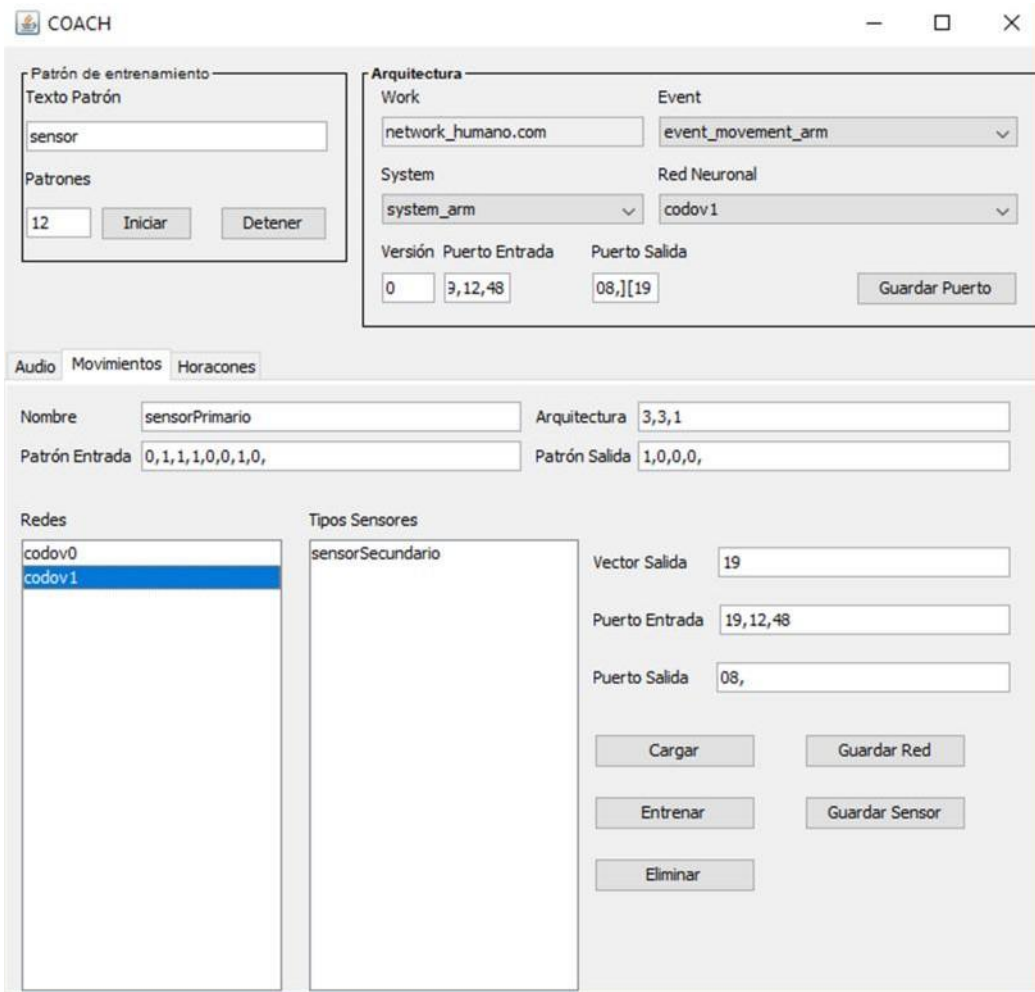 COACH
Patrón de entrenamiento
Texto Patrón
sensor
Patrones
12 Iniciar Detener
Arquitectura
Work Event
network_humano.com event_movement_arm
System Red Neuronal
system_arm codov1
Versión Puerto Entrada Puerto Salida
0 9,12,48 08,][19 Guardar Puerto
Audio Movimientos Horacones
Nombre sensorPrimario Arquitectura 3,3,1
Patrón Entrada 0,1,1,1,0,0,1,0, Patrón Salida 1,0,0,0,
Redes Tipos Sensores
codov0 sensorSecundario
codov1
Vector Salida 19
Puerto Entrada 19,12,48
Puerto Salida 08,
Cargar Guardar Red
Entrenar Guardar Sensor
Eliminar